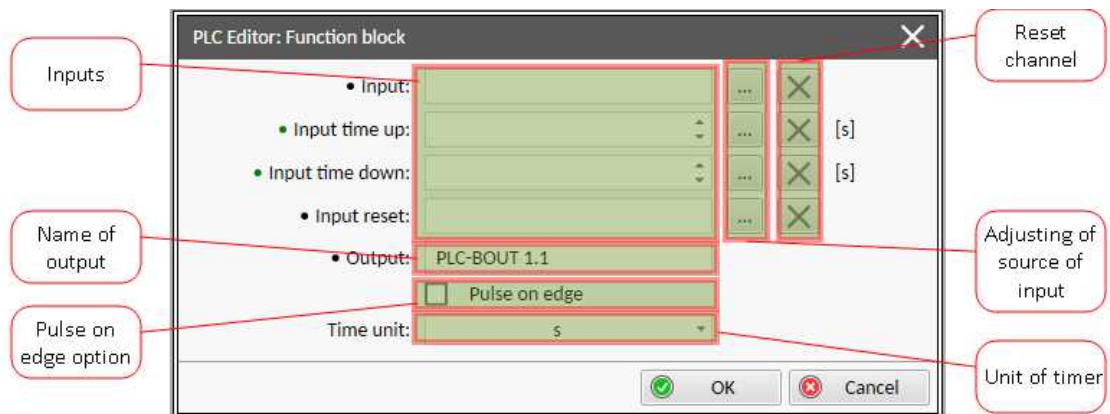 PLC Editor: Function block
Reset
channel
Inputs
• Input:
...
• Input time up:
...
[s]
• Input time down:
...
[s]
• Input reset:
...
Name of
output
• Output:
PLC-BOUT 1.1
Adjusting of
source of
input
Pulse on edge
Pulse on
edge option
Time unit:
s
Unit of timer
OK
Cancel